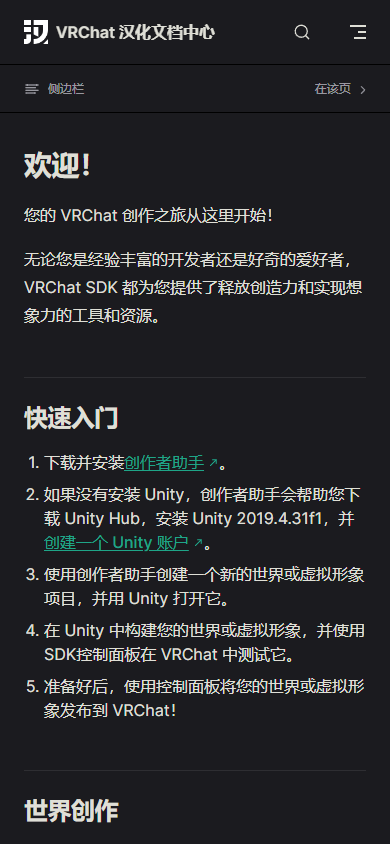 VRChat 汉化文档中心
侧边栏
在该页
欢迎！
您的 VRChat 创作之旅从这里开始！
无论您是经验丰富的开发者还是好奇的爱好者，
VRChat SDK 都为您提供了释放创造力和实现想
象力的工具和资源。
快速入门
1. 下载并安装创作者助手 ↗。
2. 如果没有安装 Unity，创作者助手会帮助您下
载 Unity Hub，安装 Unity 2019.4.31f1，并
创建一个 Unity 账户 ↗。
3. 使用创作者助手创建一个新的世界或虚拟形象
项目，并用 Unity 打开它。
4. 在 Unity 中构建您的世界或虚拟形象，并使用
SDK控制面板在 VRChat 中测试它。
5. 准备好后，使用控制面板将您的世界或虚拟形
象发布到 VRChat！
世界创作